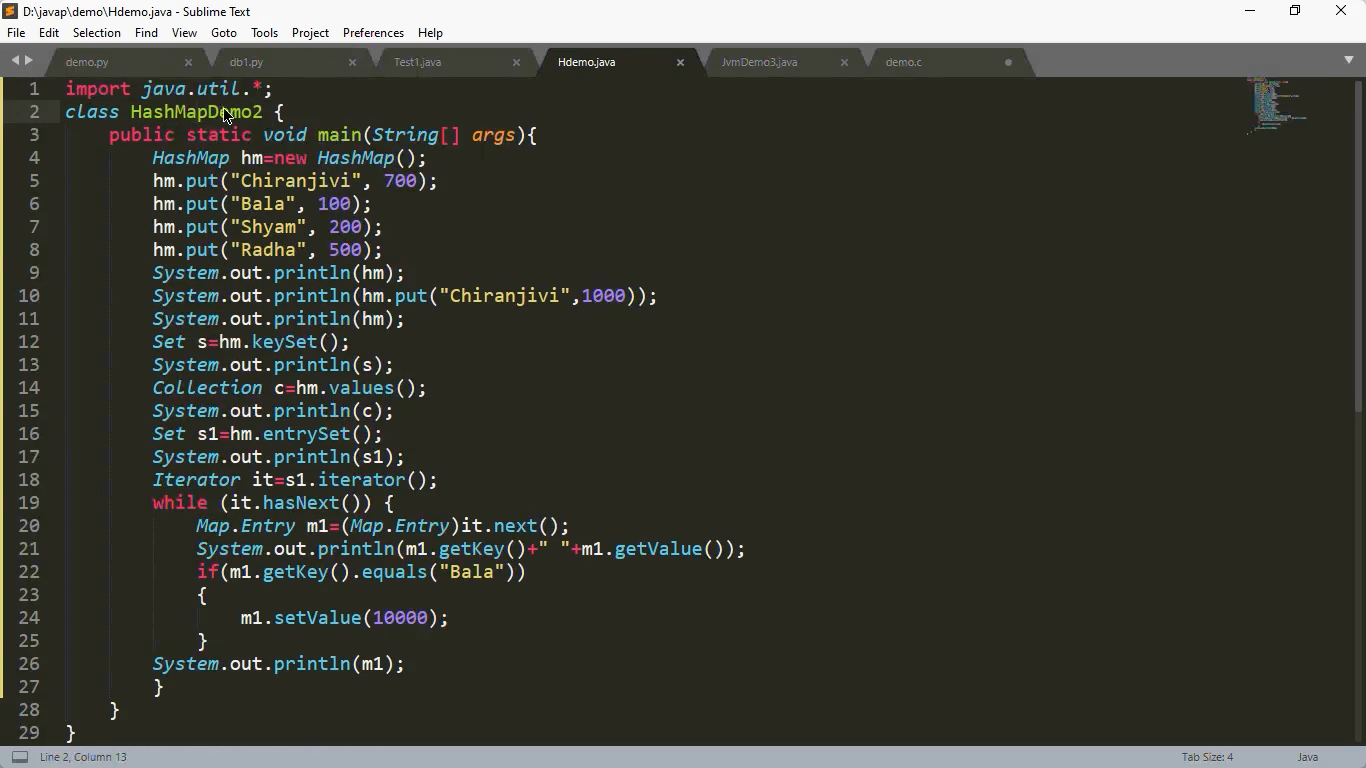 D:\javap\demo\Hdemo.java - Sublime Text
File Edit Selection Find View Goto Tools Project Preferences Help
demo.py db1.py Test1.java Hdemo.java JvmDemo3.java demo.c
1 import java.util.*;
2 class HashMapDemo2 {
3 public static void main(String[] args){
4 HashMap hm=new HashMap();
5 hm.put("Chiranjivi", 700);
6 hm.put("Bala", 100);
7 hm.put("Shyam", 200);
8 hm.put("Radha", 500);
9 System.out.println(hm);
10 System.out.println(hm.put("Chiranjivi",1000));
11 System.out.println(hm);
12 Set s=hm.keySet();
13 System.out.println(s);
14 Collection c=hm.values();
15 System.out.println(c);
16 Set s1=hm.entrySet();
17 System.out.println(s1);
18 Iterator it=s1.iterator();
19 while (it.hasNext()) {
20 Map.Entry m1=(Map.Entry)it.next();
21 System.out.println(m1.getKey()+" "+m1.getValue());
22 if(m1.getKey().equals("Bala"))
23 {
24 m1.setValue(10000);
25 }
26 System.out.println(m1);
27 }
28 }
29 }
Line 2, Column 13 Tab Size: 4 Java